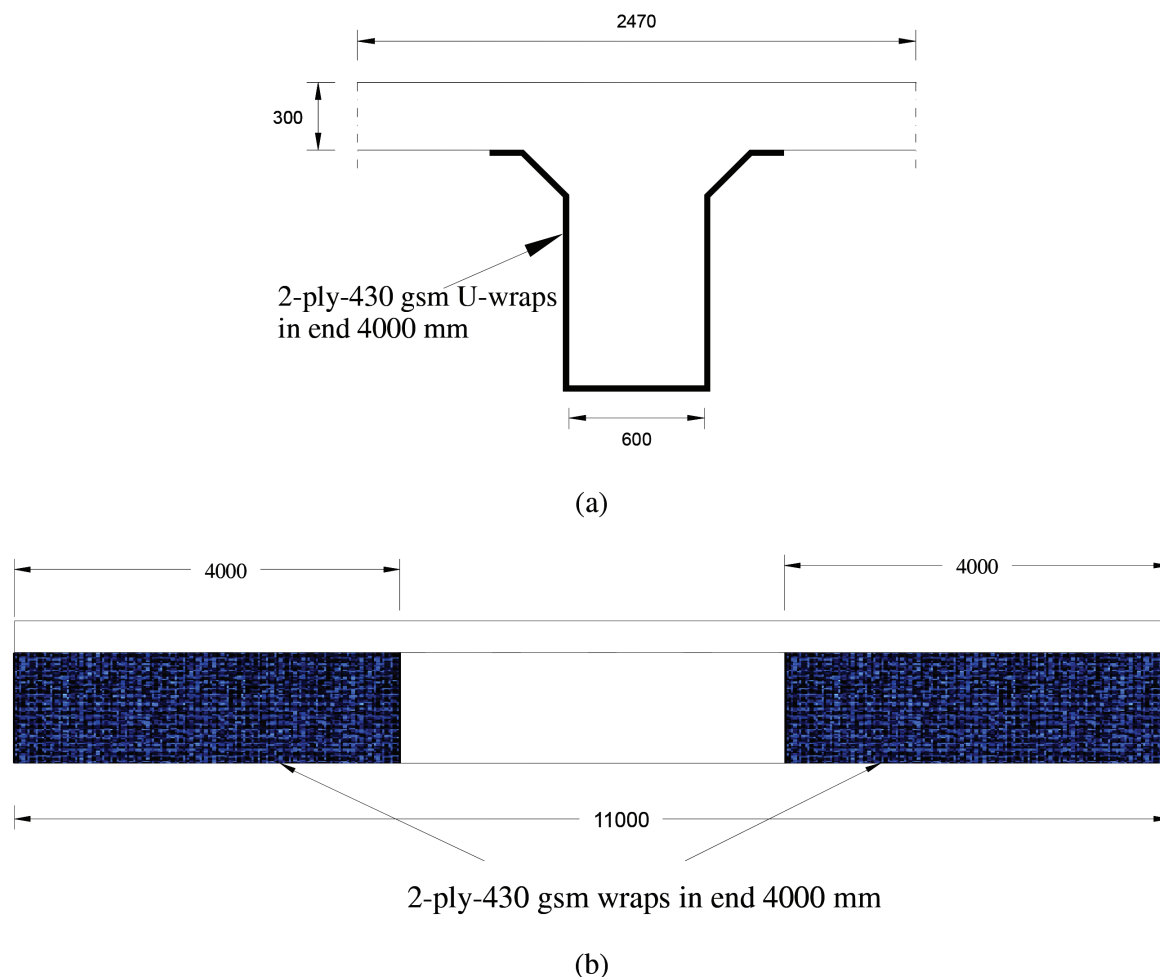 2470
300
2-ply-430 gsm U-wraps
in end 4000 mm
600
(a)
4000
4000
11000
2-ply-430 gsm wraps in end 4000 mm
(b)